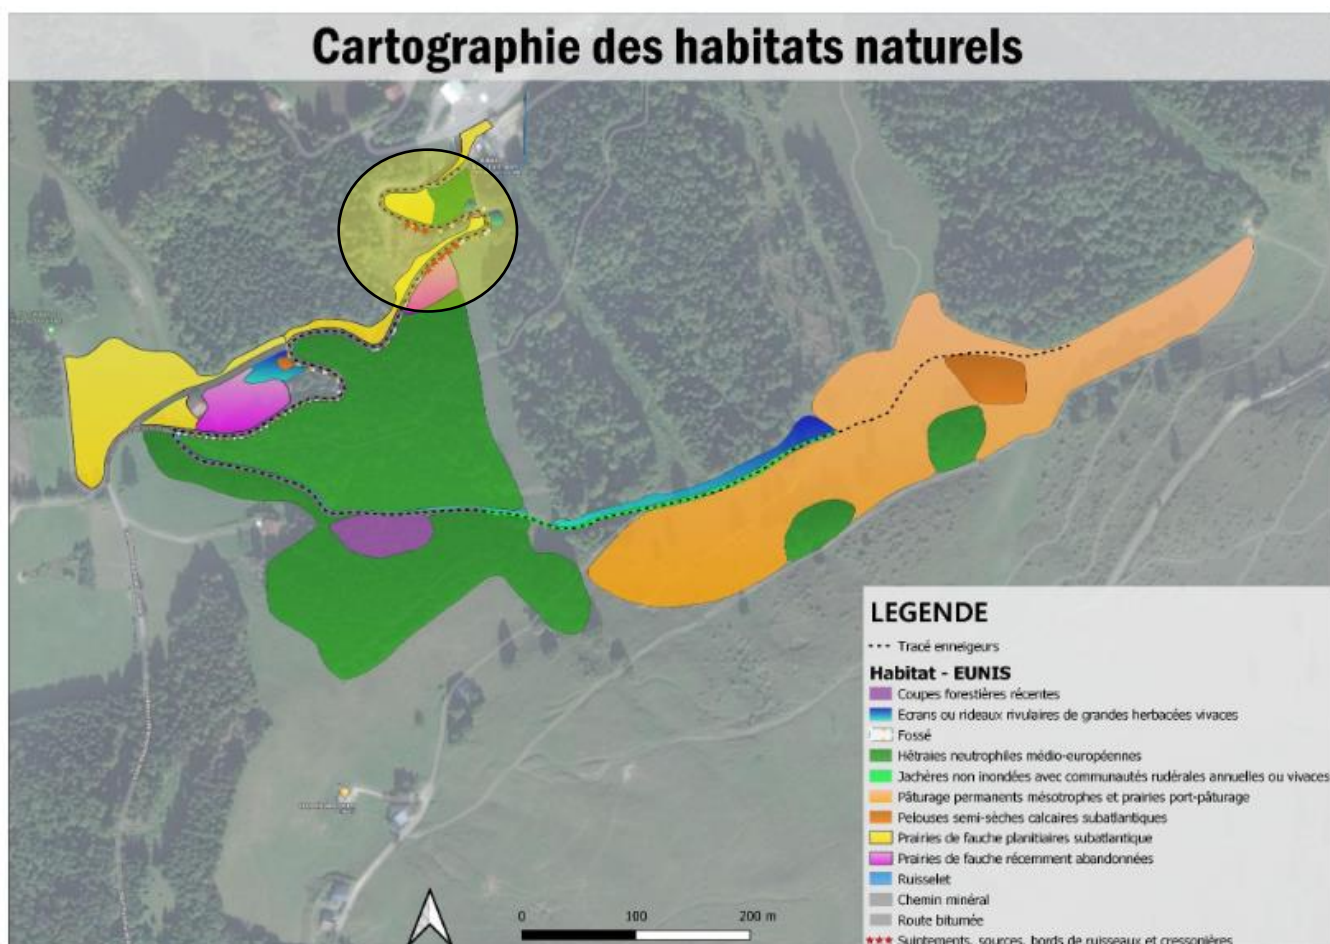 Cartographie des habitats naturels
LEGENDE
Tracé enneigeurs
Habitat - EUNIS
Coupes forestières récentes
Ecrans ou rideaux rivulaires de grandes herbacées vivaces
Fossé
Hêtraies neutrophiles médio-européennes
Jachères non inondées avec communautés rudérales annuelles ou vivaces
Pâturage permanents mésotrophes et prairies port-pâturage
Pelouses semi-sèches calcaires subatlantiques
Prairies de fauche planitiaires subatlantique
Prairies de fauche récemment abandonnées
Ruisselet
Chemin minéral
Route bitumée
Suintements, sources, bords de ruisseaux et cressonières
0 100 200 m